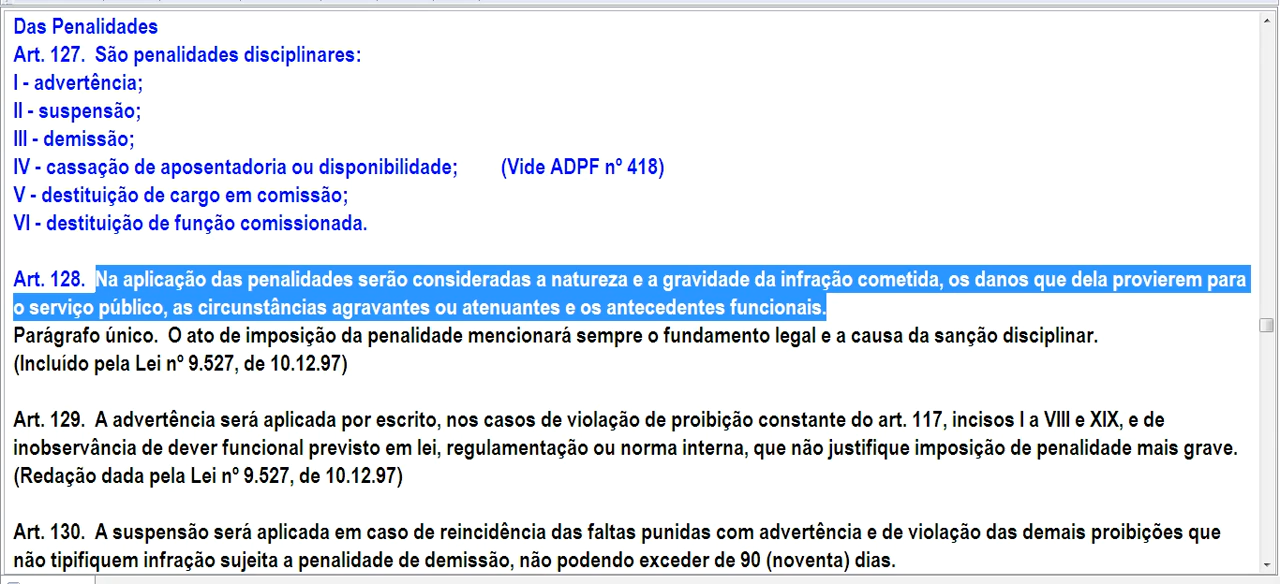 Das Penalidades
Art. 127.  São penalidades disciplinares:
I - advertência;
II - suspensão;
III - demissão;
IV - cassação de aposentadoria ou disponibilidade;        (Vide ADPF nº 418)
V - destituição de cargo em comissão;
VI - destituição de função comissionada.
Art. 128.  Na aplicação das penalidades serão consideradas a natureza e a gravidade da infração cometida, os danos que dela provierem para
o serviço público, as circunstâncias agravantes ou atenuantes e os antecedentes funcionais.
Parágrafo único.  O ato de imposição da penalidade mencionará sempre o fundamento legal e a causa da sanção disciplinar.
(Incluído pela Lei nº 9.527, de 10.12.97)
Art. 129.  A advertência será aplicada por escrito, nos casos de violação de proibição constante do art. 117, incisos I a VIII e XIX, e de
inobservância de dever funcional previsto em lei, regulamentação ou norma interna, que não justifique imposição de penalidade mais grave.
(Redação dada pela Lei nº 9.527, de 10.12.97)
Art. 130.  A suspensão será aplicada em caso de reincidência das faltas punidas com advertência e de violação das demais proibições que
não tipifiquem infração sujeita a penalidade de demissão, não podendo exceder de 90 (noventa) dias.